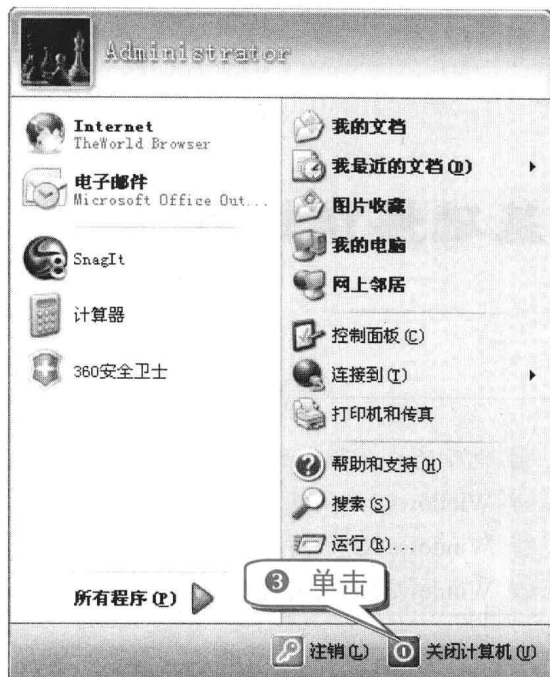 Administrator
Internet
TheWorld Browser
电子邮件
Microsoft Office Out...
SnagIt
计算器
360安全卫士
所有程序(P)
我的文档
我最近的文档(D)
图片收藏
我的电脑
网上邻居
控制面板(C)
连接到(T)
打印机和传真
帮助和支持(H)
搜索(S)
运行(R)...
❸ 单击
注销(L)
关闭计算机(U)